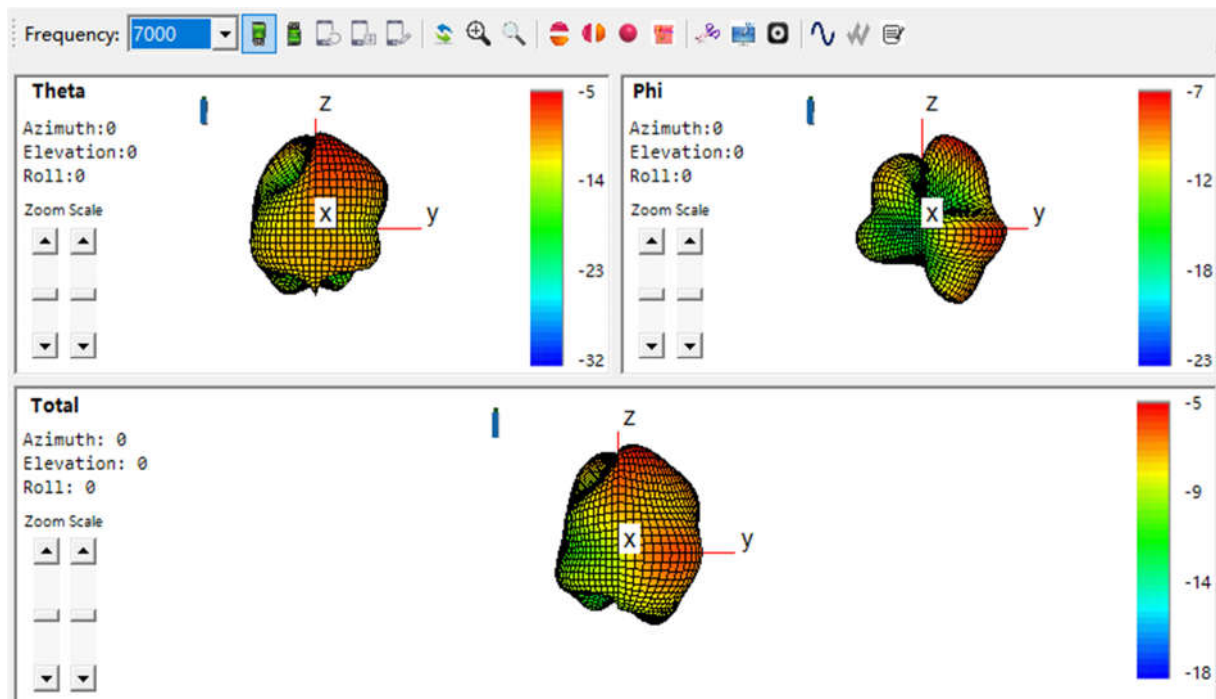 Frequency: 7000
Theta
Azimuth:0
Elevation:0
Roll:0
Zoom Scale
z
x
y
-5
-14
-23
-32
Phi
Azimuth:0
Elevation:0
Roll:0
Zoom Scale
z
x
y
-7
-12
-18
-23
Total
Azimuth: 0
Elevation: 0
Roll: 0
Zoom Scale
z
x
y
-5
-9
-14
-18